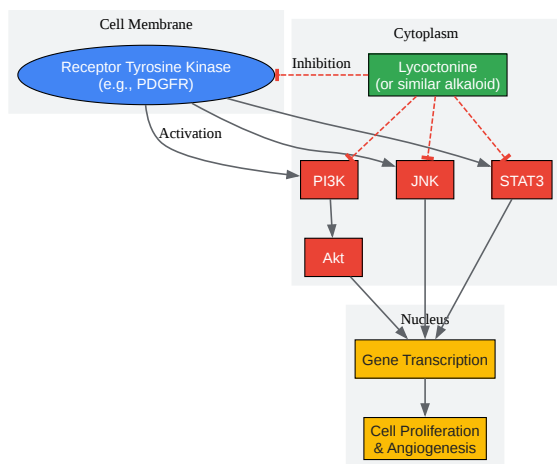 Cell Membrane
Cytoplasm
Receptor Tyrosine Kinase
(e.g., PDGFR)
Inhibition
Lycoctonine
(or similar alkaloid)
Activation
PI3K
JNK
STAT3
Akt
Nucleus
Gene Transcription
Cell Proliferation
& Angiogenesis